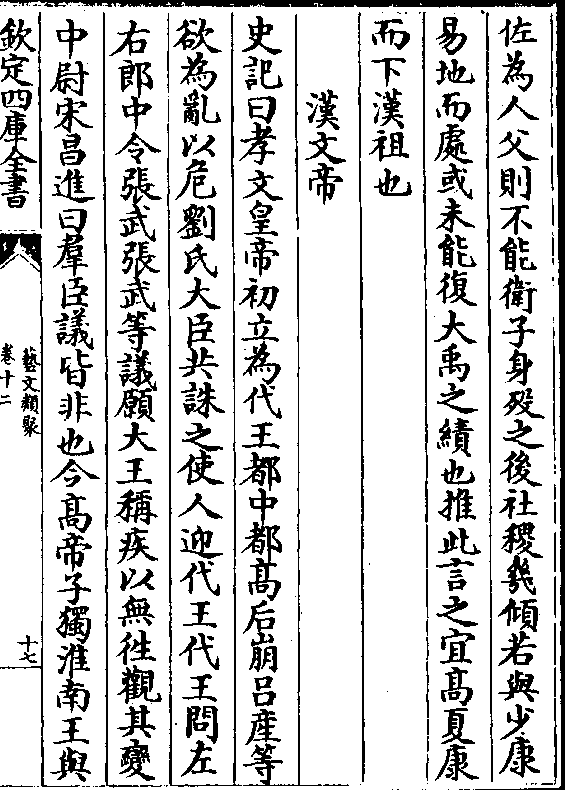 佐為人父則不能衛子身歿之後社稷㡬傾若與少康
易地而處或未能復大禹之績也推此言之宜髙夏康
而下漢祖也
漢文帝
史記曰孝文皇帝初立為代王都中都髙后崩吕産等
欲為亂以危劉氏大臣共誅之使人迎代王代王問左
右郎中令張武張武等議願大王稱疾以無徃觀其變
中尉宋昌進曰羣臣議皆非也今髙帝子獨淮南王與
欽定四庫全書
藝文類聚
卷十二
十七